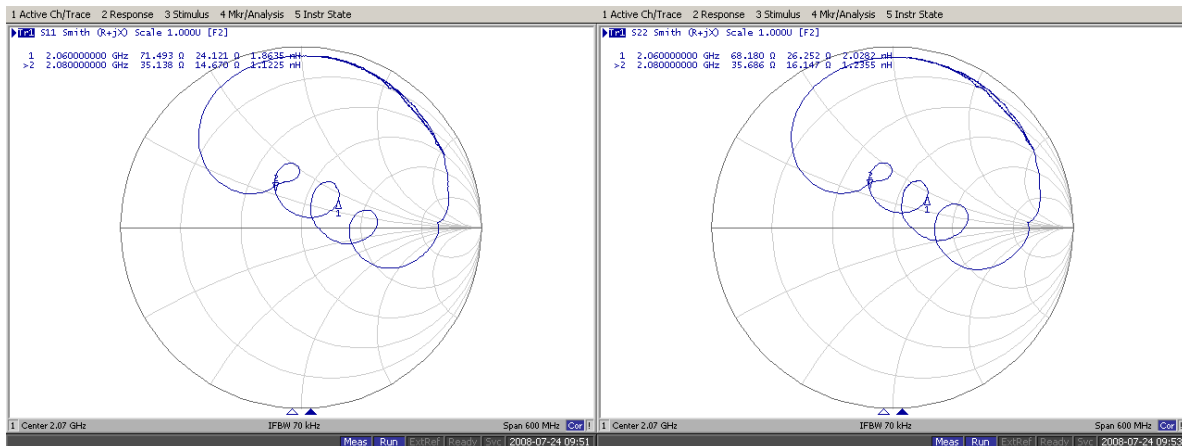 1 Active Ch/Trace 2 Response 3 Stimulus 4 Mkr/Analysis 5 Instr State
Tr1 S11 Smith (R+jX) Scale 1.000U [F2]
1 2.060000000 GHz 71.493 Ω 24.121 Ω 1.8635 nH
>2 2.080000000 GHz 35.138 Ω 14.670 Ω 1.1225 nH
2
1
1 Center 2.07 GHz IFBW 70 kHz Span 600 MHz Cor !
Meas Run ExtRef Ready Svc 2008-07-24 09:51
1 Active Ch/Trace 2 Response 3 Stimulus 4 Mkr/Analysis 5 Instr State
Tr1 S22 Smith (R+jX) Scale 1.000U [F2]
1 2.060000000 GHz 68.180 Ω 26.252 Ω 2.0282 nH
>2 2.080000000 GHz 35.686 Ω 16.147 Ω 1.2355 nH
2
1
1 Center 2.07 GHz IFBW 70 kHz Span 600 MHz Cor !
Meas Run ExtRef Ready Svc 2008-07-24 09:53